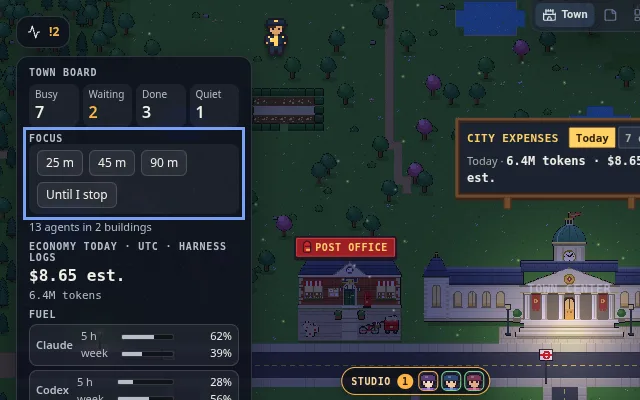 !2
Town
TOWN BOARD
Busy Waiting Done Quiet
7 2 3 1
FOCUS
25 m 45 m 90 m
Until I stop
13 agents in 2 buildings
ECONOMY TODAY · UTC · HARNESS
LOGS
$8.65 est.
6.4M tokens
FUEL
Claude 5 h 62%
week 39%
Codex 5 h 28%
week 56%
CITY EXPENSES Today 7
Today · 6.4M tokens · $8.65
est.
POST OFFICE
TOWN CENTER
STUDIO 1